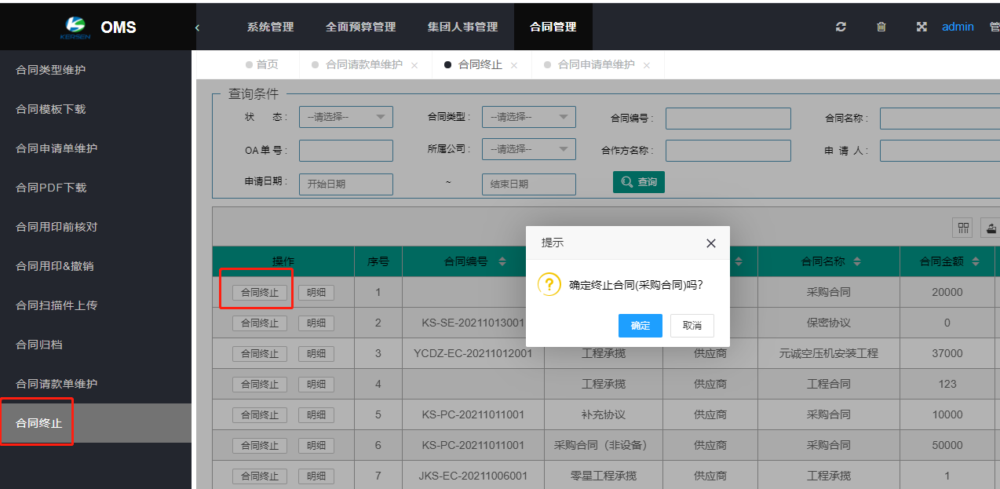 KERSEN OMS
系统管理 全面预算管理 集团人事管理 合同管理 admin 管
首页 合同请款单维护 合同终止 合同申请单维护
合同类型维护
合同模板下载
合同申请单维护
合同PDF下载
合同用印前核对
合同用印&撤销
合同扫描件上传
合同归档
合同请款单维护
合同终止
查询条件
状 态: --请选择-- 合同类型: --请选择-- 合同编号: 合同名称:
OA单号: 所属公司: --请选择-- 合作方名称: 申 请 人:
申请日期: 开始日期 ~ 结束日期 查询
操作 序号 合同编号 合同名称 合同金额
合同终止 明细 1 采购合同 20000
合同终止 明细 2 KS-SE-20211013001 保密协议 0
合同终止 明细 3 YCDZ-EC-20211012001 工程承揽 供应商 元诚空压机安装工程 37000
合同终止 明细 4 工程承揽 供应商 工程合同 123
合同终止 明细 5 KS-PC-20211011001 补充协议 供应商 采购合同 10000
合同终止 明细 6 KS-PC-20211011001 采购合同（非设备） 供应商 采购合同 50000
合同终止 明细 7 JKS-EC-20211006001 零星工程承揽 供应商 工程承揽 1
提示
确定终止合同(采购合同)吗?
确定 取消